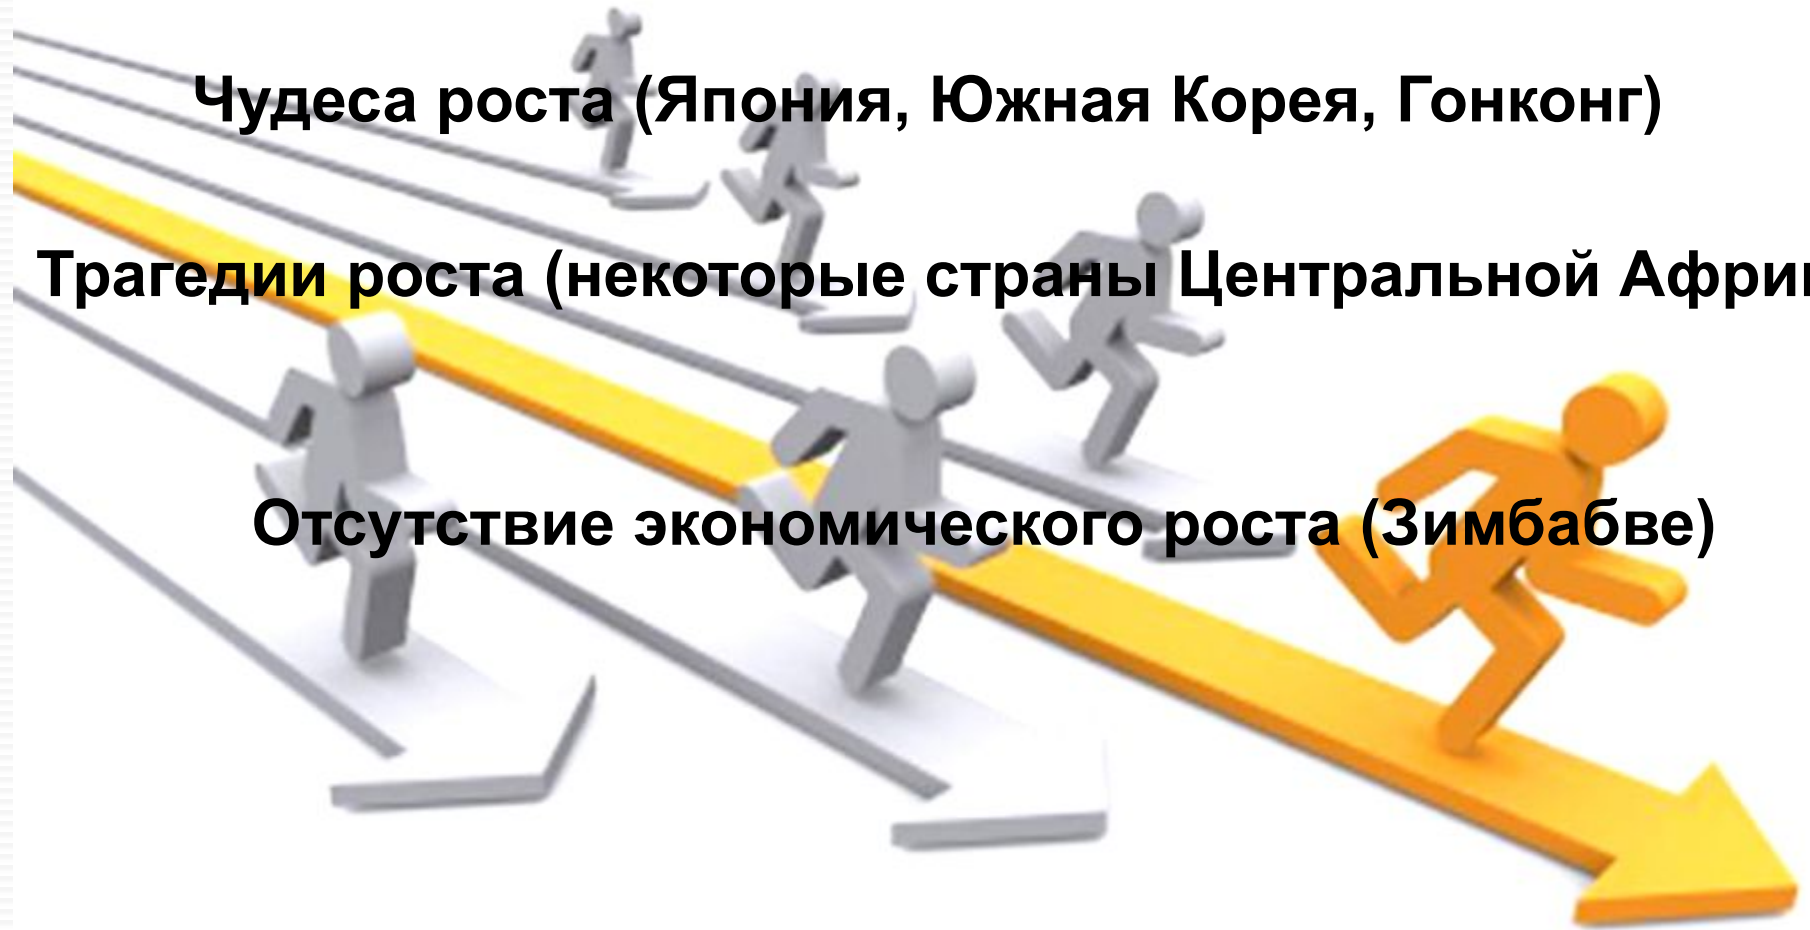 Чудеса роста (Япония, Южная Корея, Гонконг)
Трагедии роста (некоторые страны Центральной
Отсутствие экономического роста (Зимбабве)